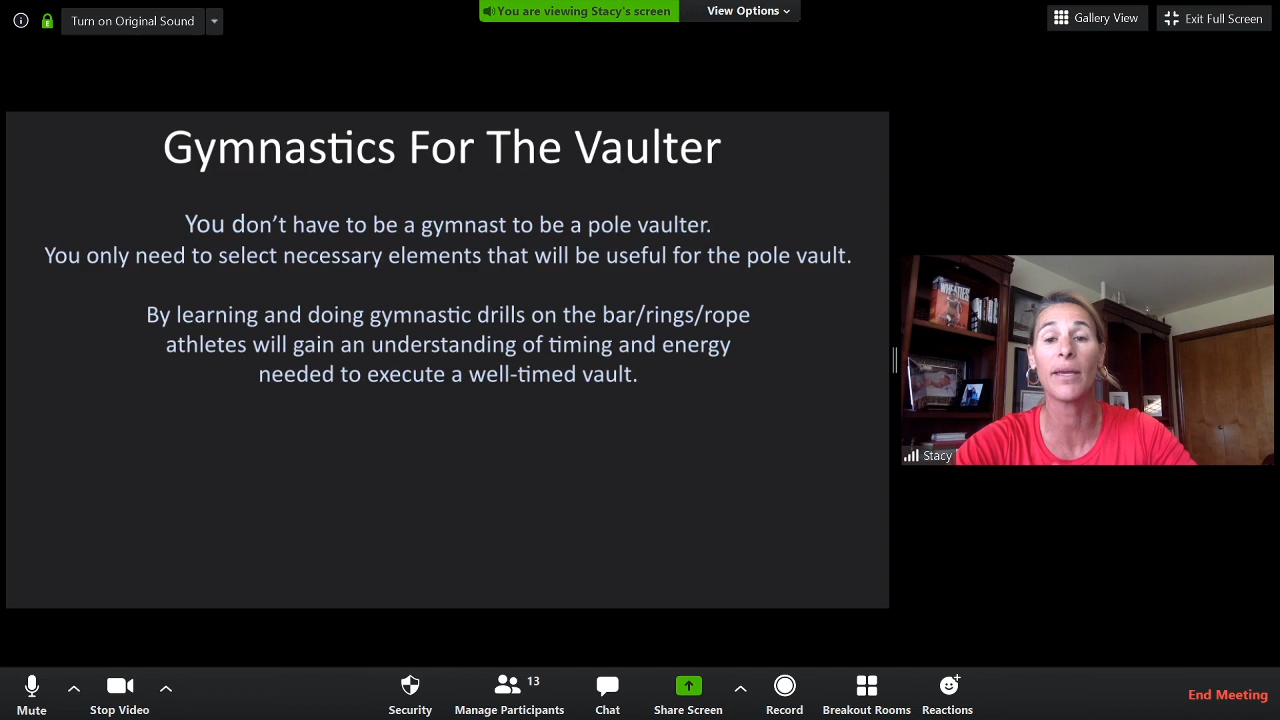 Turn on Original Sound
You are viewing Stacy's screen
View Options
Gallery View
Exit Full Screen
Gymnastics For The Vaulter
You don't have to be a gymnast to be a pole vaulter.
You only need to select necessary elements that will be useful for the pole vault.
By learning and doing gymnastic drills on the bar/rings/rope
athletes will gain an understanding of timing and energy
needed to execute a well-timed vault.
WHEATIES
Stacy
Mute
Stop Video
Security
Manage Participants
13
Chat
Share Screen
Record
Breakout Rooms
Reactions
End Meeting